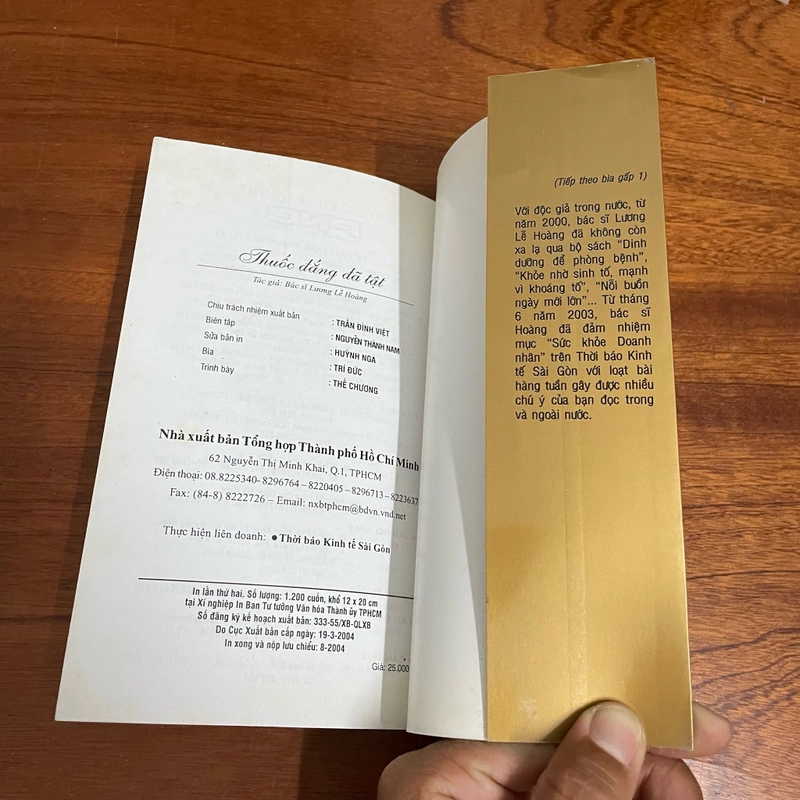 Thuốc đắng dã tật
Tác giả: Bác sĩ Lương Lễ Hoàng
Chịu trách nhiệm xuất bản : TRẦN ĐÌNH VIỆT
Biên tập : NGUYỄN THÀNH NAM
Sửa bản in : HUỲNH NGA
Bìa : TRÍ ĐỨC
Trình bày : THẾ CHƯƠNG
Nhà xuất bản Tổng hợp Thành phố Hồ Chí Minh
62 Nguyễn Thị Minh Khai, Q.1, TPHCM
Điện thoại: 08.8225340- 8296764 – 8220405 – 8296713 – 8223637
Fax: (84-8) 8222726 – Email: nxbtphcm@bdvn.vnd.net
Thực hiện liên doanh: ● Thời báo Kinh tế Sài Gòn
In lần thứ hai. Số lượng: 1.200 cuốn, khổ 12 x 20 cm
tại Xí nghiệp In Ban Tư tưởng Văn hóa Thành ủy TPHCM
Số đăng ký kế hoạch xuất bản: 333-55/XB-QLXB
Do Cục Xuất bản cấp ngày: 19-3-2004
In xong và nộp lưu chiểu: 8-2004
Giá: 25.000
(Tiếp theo bìa gấp 1)
Với độc giả trong nước, từ
năm 2000, bác sĩ Lương
Lễ Hoàng đã không còn
xa lạ qua bộ sách “Dinh
dưỡng để phòng bệnh”,
“Khỏe nhờ sinh tố, mạnh
vì khoáng tố”, “Nỗi buồn
ngày mới lớn”... Từ tháng
6 năm 2003, bác sĩ
Hoàng đã đảm nhiệm
mục “Sức khỏe Doanh
nhân” trên Thời báo Kinh
tế Sài Gòn với loạt bài
hàng tuần gây được nhiều
chú ý của bạn đọc trong
và ngoài nước.